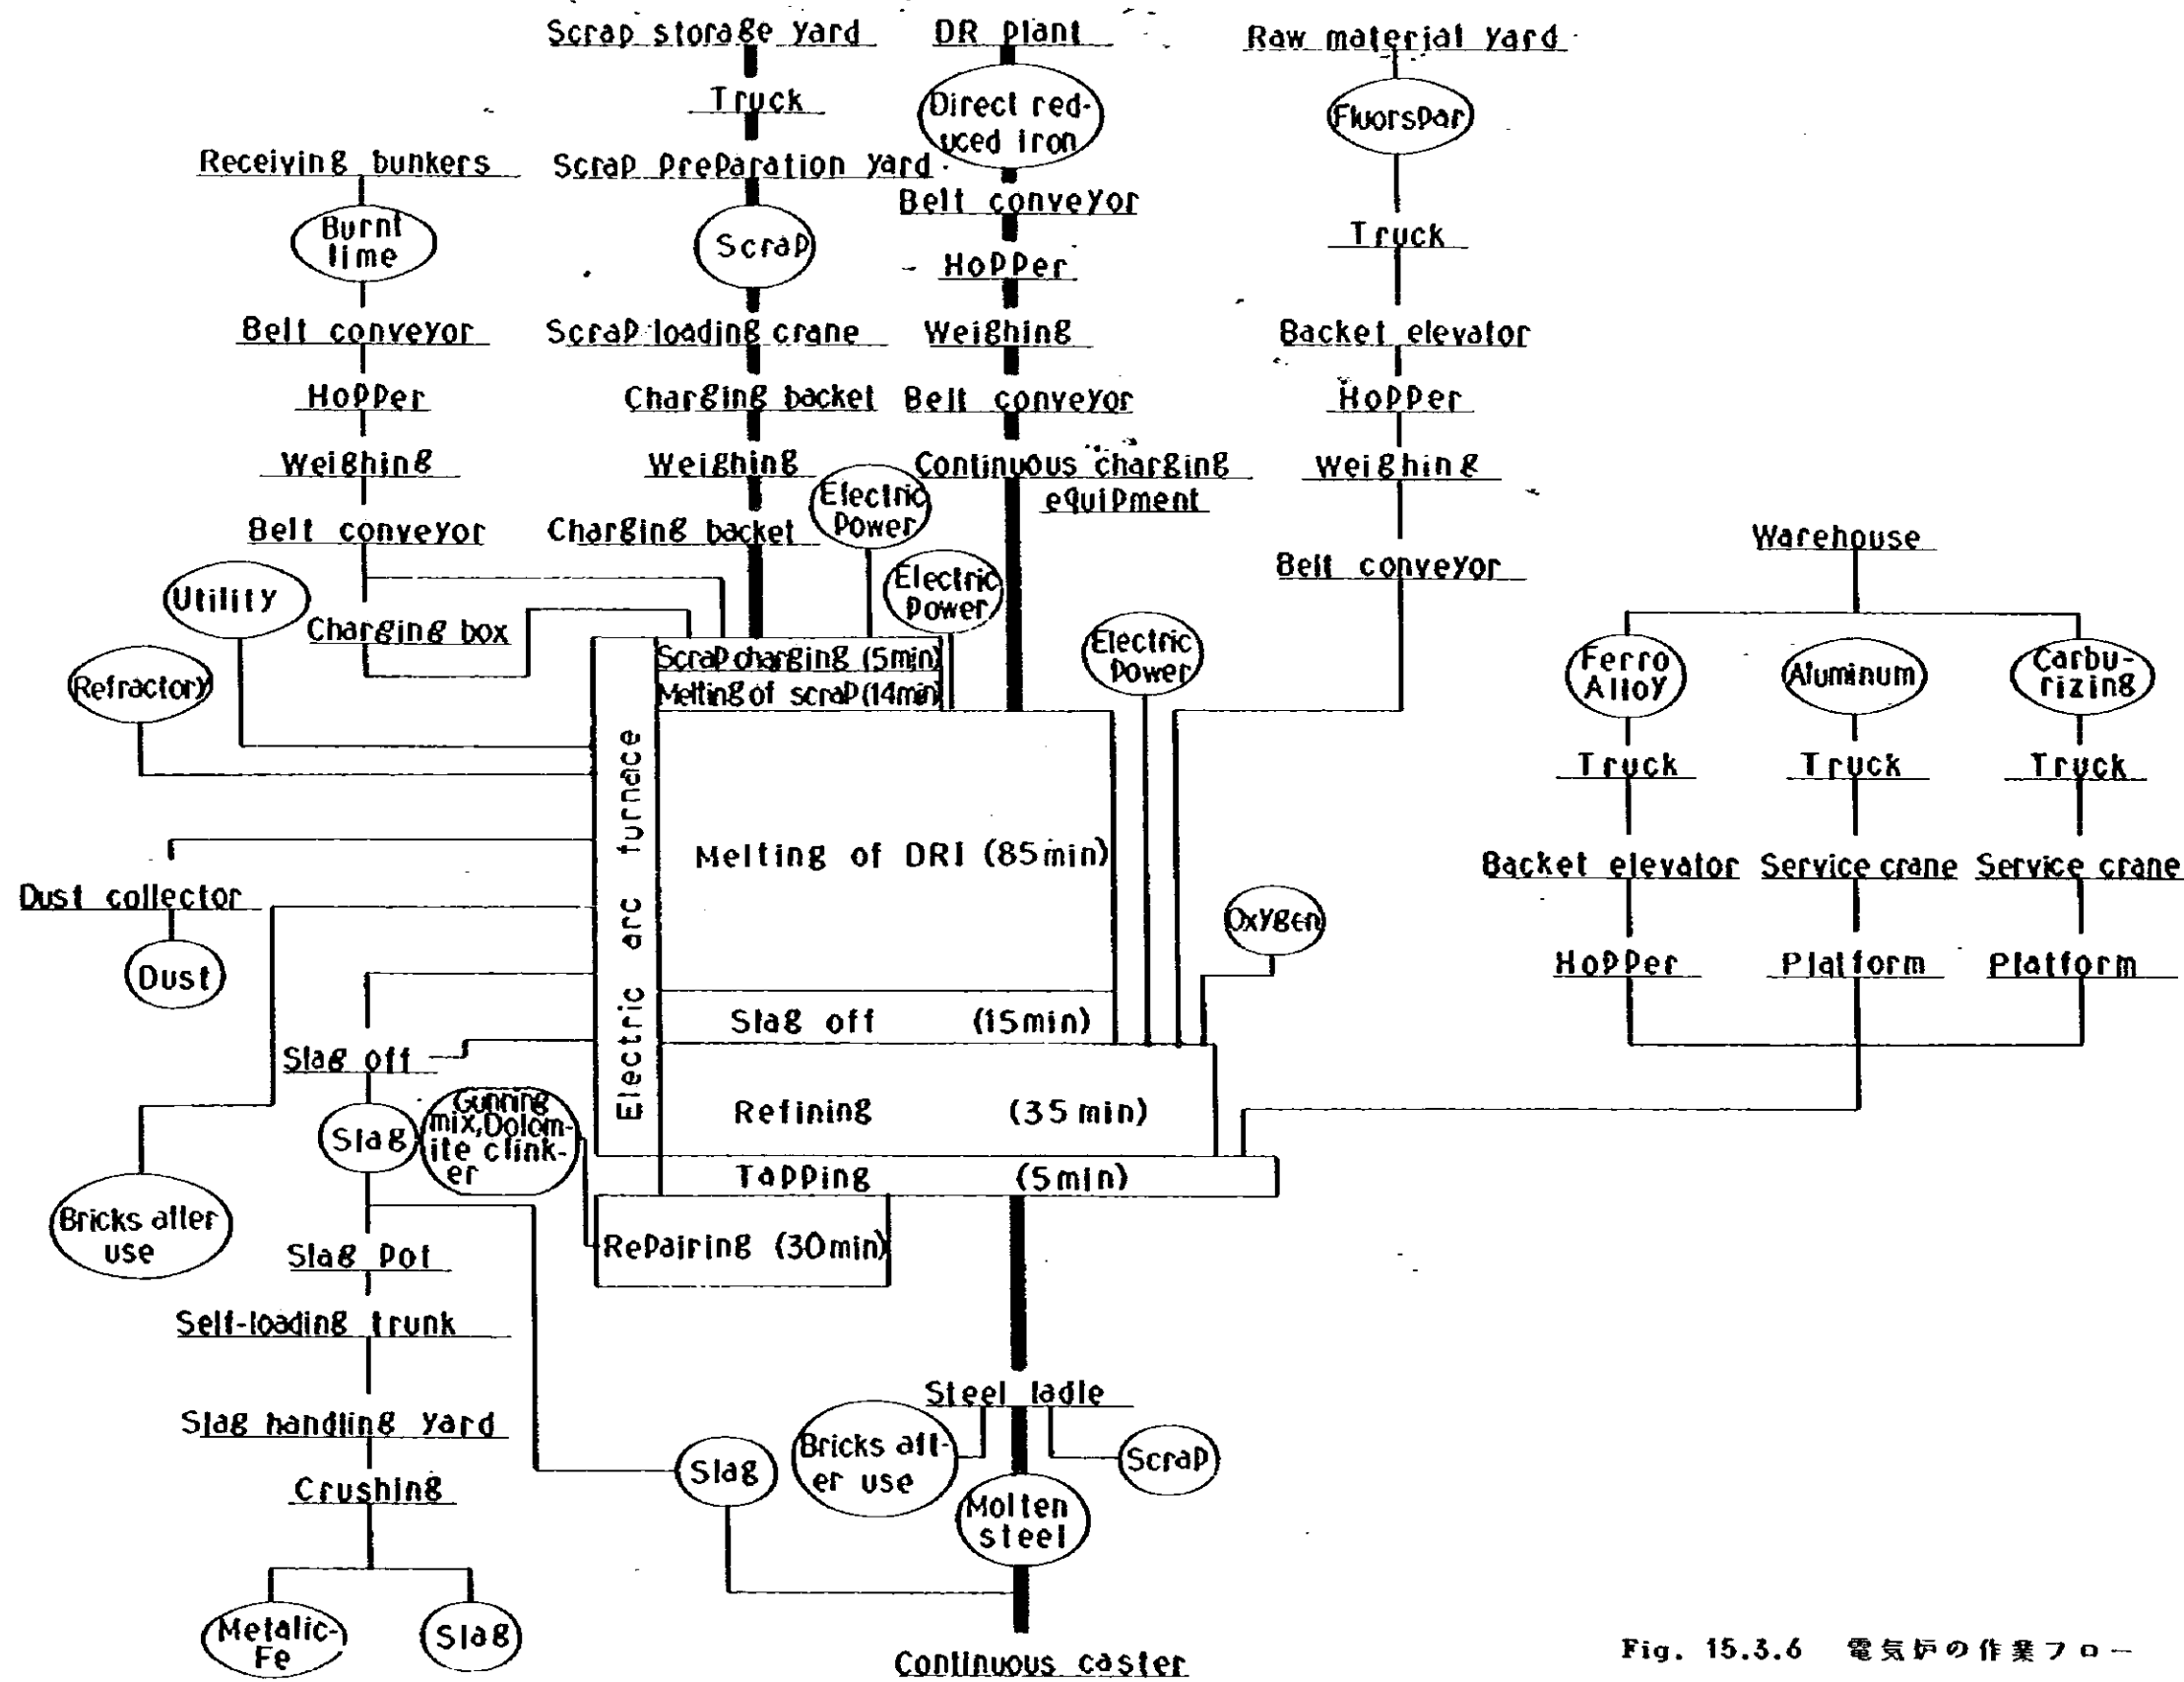 Scrap storage yard
DR plant
Raw material yard
Truck
Direct red-
uced iron
Fluorspar
Receiving bunkers
Scrap Preparation yard
Belt conveyor
Burnt
lime
Scrap
Truck
Hopper
Belt conveyor
Scrap loading crane
Weighing
Backet elevator
Hopper
Charging backet
Belt conveyor
Hopper
Weighing
Weighing
Continuous charging
equipment
Weighing
Electric
Power
Belt conveyor
Charging backet
Warehouse
Belt conveyor
Electric
Power
Utility
Charging box
Electric
Power
Scrap charging (5min)
Melting of scrap (14min)
Refractory
Ferro
Alloy
Aluminum
Carbu-
rizing
Truck
Truck
Truck
Electric arc furnace
Melting of DRI (85min)
Backet elevator
Service crane
Service crane
Dust collector
Oxygen
Dust
Hopper
Platform
Platform
Slag off (15min)
Slag off
Gunning
mix,Dolom-
ite clink-
er
Slag
Refining (35min)
Tapping (5min)
Bricks after
use
Repairing (30min)
Slag Pot
Self-loading trunk
Steel ladle
Slag handling yard
Bricks aft-
er use
Scrap
Slag
Crushing
Molten
steel
Metalic-
Fe
Slag
Continuous caster
Fig. 15.3.6 電気炉の作業フロー